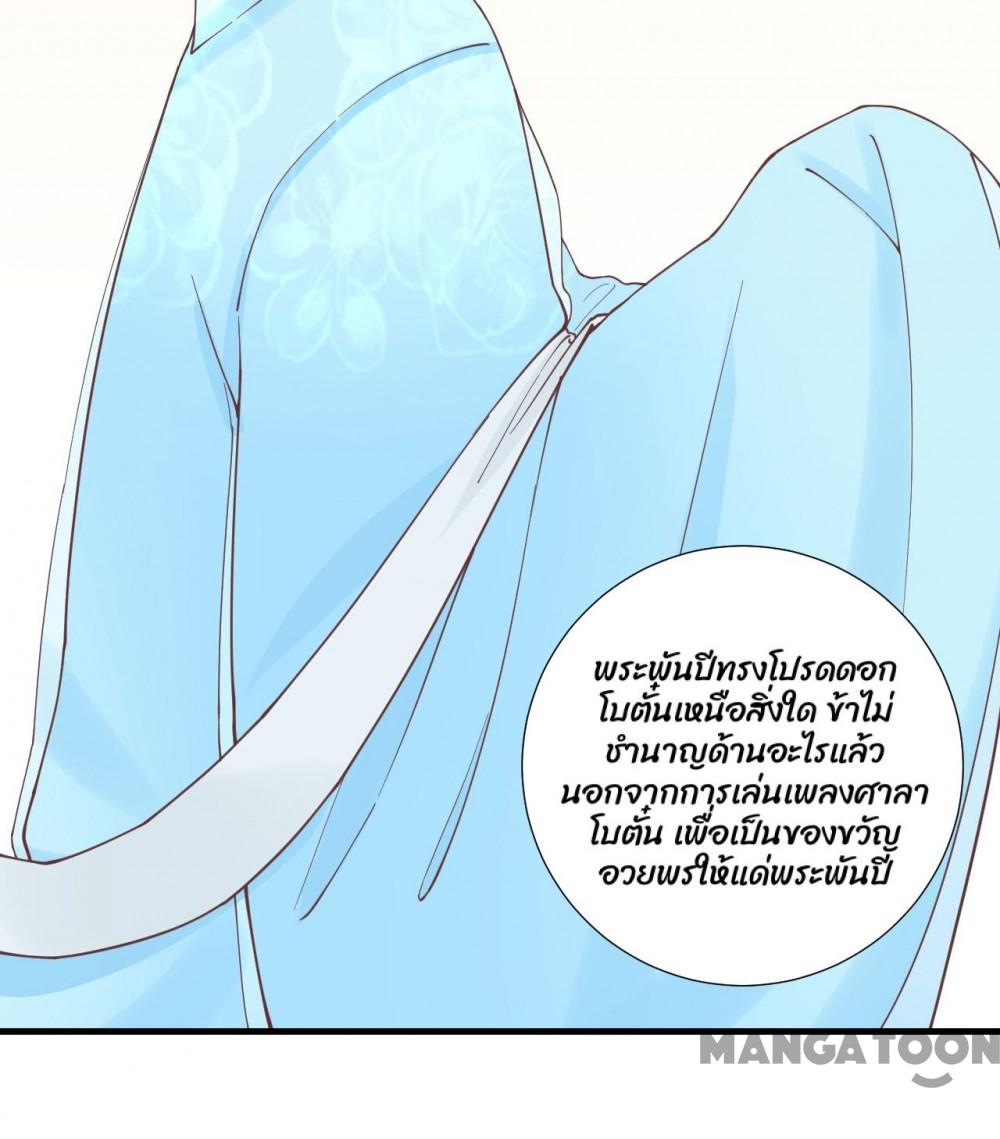 พระพันปีทรงโปรดดอก
โบตั๋นเหนือสิ่งใด ข้าไม่
ชำนาญด้านอะไรแล้ว
นอกจากการเล่นเพลงศาลา
โบตั๋น เพื่อเป็นของขวัญ
อวยพรให้แด่พระพันปี
MANGATOON